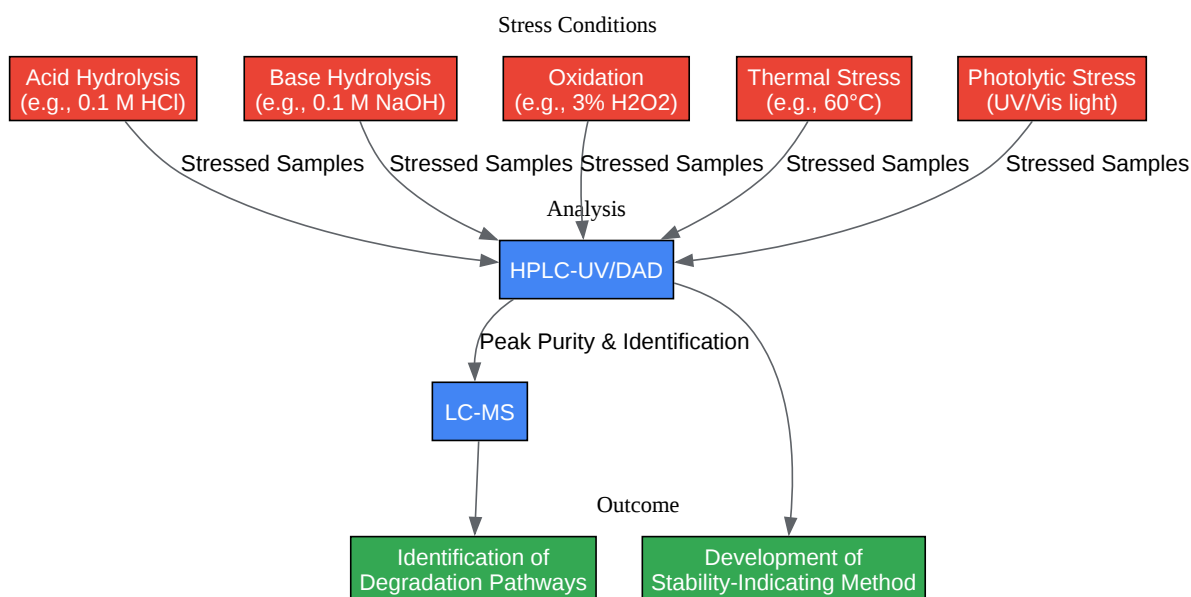 Stress Conditions
Acid Hydrolysis
(e.g., 0.1 M HCl)
Base Hydrolysis
(e.g., 0.1 M NaOH)
Oxidation
(e.g., 3% H2O2)
Thermal Stress
(e.g., 60°C)
Photolytic Stress
(UV/Vis light)
Stressed Samples
Stressed Samples
Stressed Samples
Stressed Samples
Stressed Samples
Analysis
HPLC-UV/DAD
Peak Purity & Identification
LC-MS
Outcome
Identification of
Degradation Pathways
Development of
Stability-Indicating Method